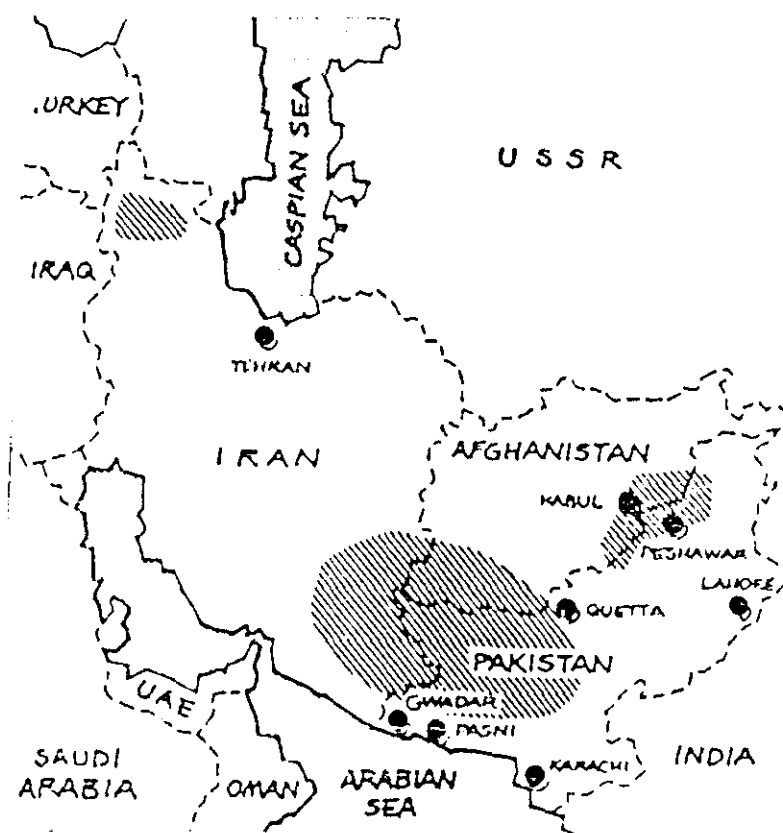 .URKEY
CASPIAN SEA
USSR
IRAQ
TEHRAN
IRAN
AFGHANISTAN
KABUL
PESHAWAR
LAHORE
QUETTA
PAKISTAN
UAE
GWADAR
PASNI
SAUDI
ARABIA
OMAN
ARABIAN
SEA
KARACHI
INDIA